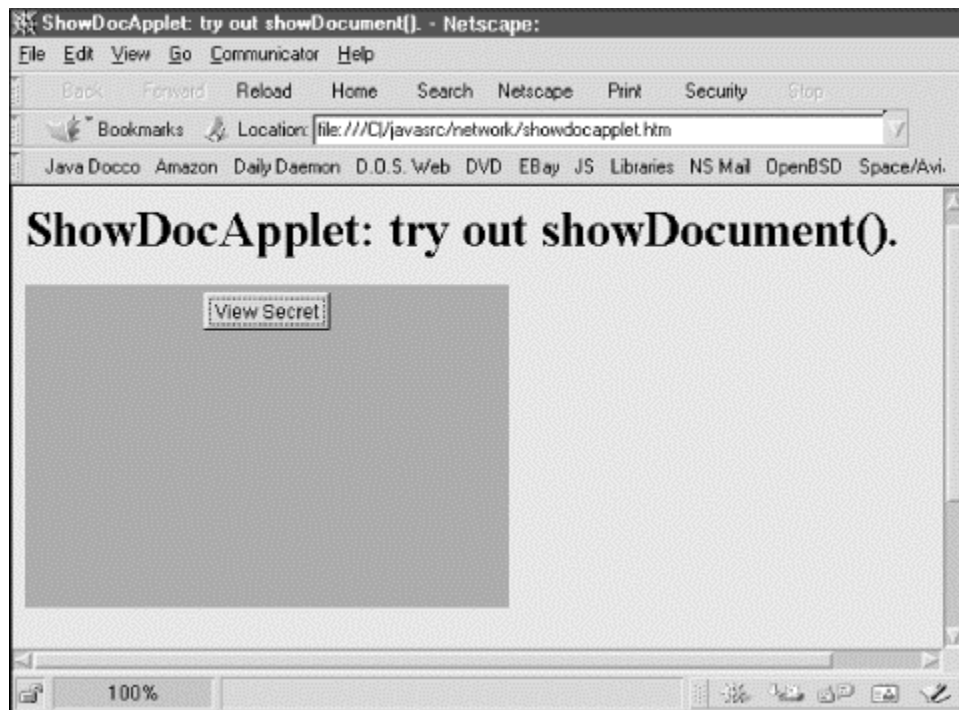 ShowDocApplet: try out showDocument(). - Netscape:
File Edit View Go Communicator Help
Back Forward Reload Home Search Netscape Print Security Stop
Bookmarks Location: file:///C|/javasrc/network/showdocapplet.htm
Java Docco Amazon Daily Daemon D.O.S. Web DVD EBay JS Libraries NS Mail OpenBSD Space/Avi.
ShowDocApplet: try out showDocument().
View Secret
100%